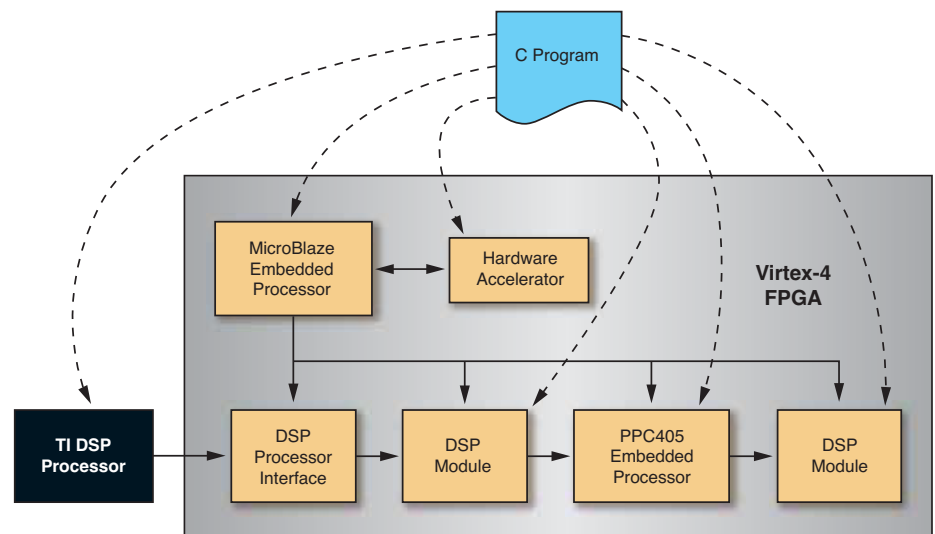 C Program
MicroBlaze
Embedded
Processor
Hardware
Accelerator
Virtex-4
FPGA
TI DSP
Processor
DSP
Processor
Interface
DSP
Module
PPC405
Embedded
Processor
DSP
Module